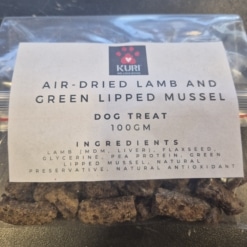 KURI
AIR-DRIED LAMB AND
GREEN LIPPED MUSSEL
DOG TREAT
100GM
INGREDIENTS
LAMB (MDM, LIVER), FLAXSEED,
GLYCERINE, PEA PROTEIN, GREEN
LIPPED MUSSEL, NATURAL
PRESERVATIVE, NATURAL ANTIOXIDANT